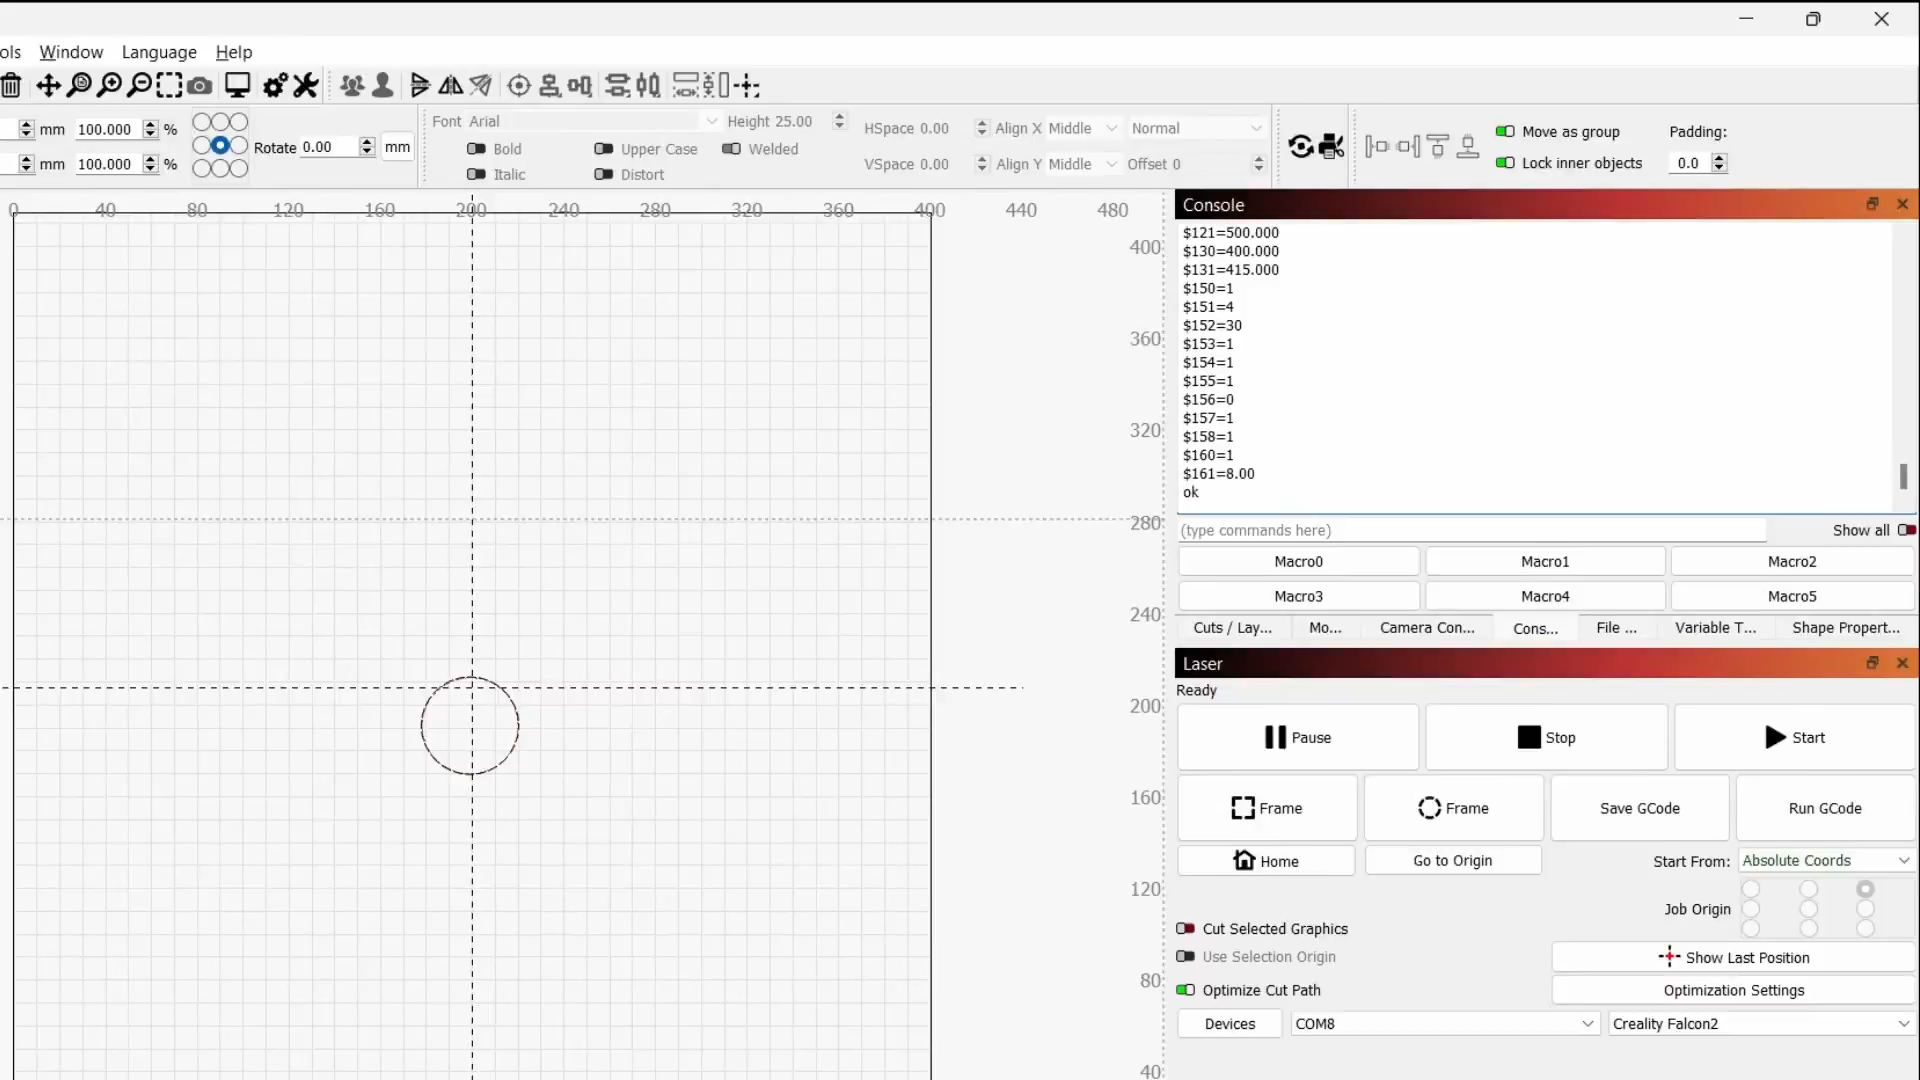 ols Window Language Help
mm 100.000 %
mm 100.000 %
Rotate 0.00 mm
Font Arial Height 25.00
Bold Upper Case Welded
Italic Distort
HSpace 0.00 Align X Middle Normal
VSpace 0.00 Align Y Middle Offset 0
Move as group Padding:
Lock inner objects 0.0
0 40 80 120 160 200 240 280 320 360 400 440 480
400
360
320
280
240
200
160
120
80
40
Console
$121=500.000
$130=400.000
$131=415.000
$150=1
$151=4
$152=30
$153=1
$154=1
$155=1
$156=0
$157=1
$158=1
$160=1
$161=8.00
ok
(type commands here) Show all
Macro0 Macro1 Macro2
Macro3 Macro4 Macro5
Cuts / Lay... Mo... Camera Con... Cons... File ... Variable T... Shape Propert...
Laser
Ready
Pause Stop Start
Frame Frame Save GCode Run GCode
Home Go to Origin Start From: Absolute Coords
Job Origin
Cut Selected Graphics
Use Selection Origin Show Last Position
Optimize Cut Path Optimization Settings
Devices COM8 Creality Falcon2